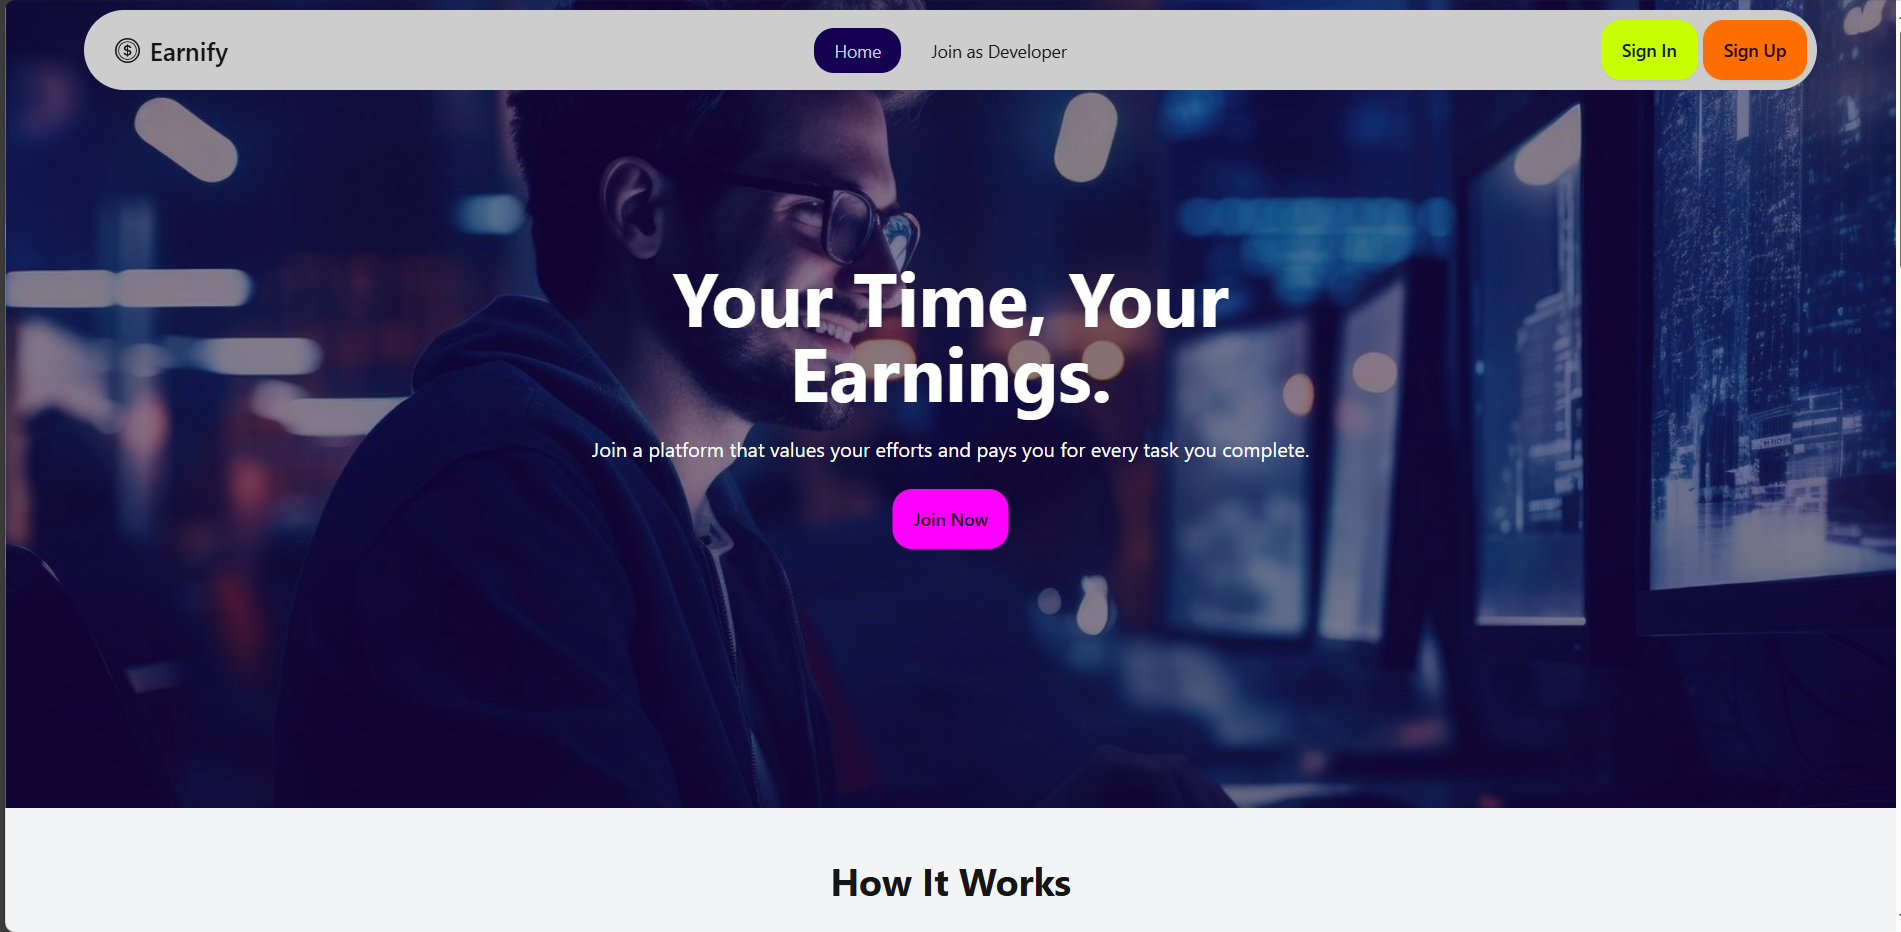 Earnify
Home
Join as Developer
Sign In
Sign Up
Your Time, Your
Earnings.
Join a platform that values your efforts and pays you for every task you complete.
Join Now
How It Works